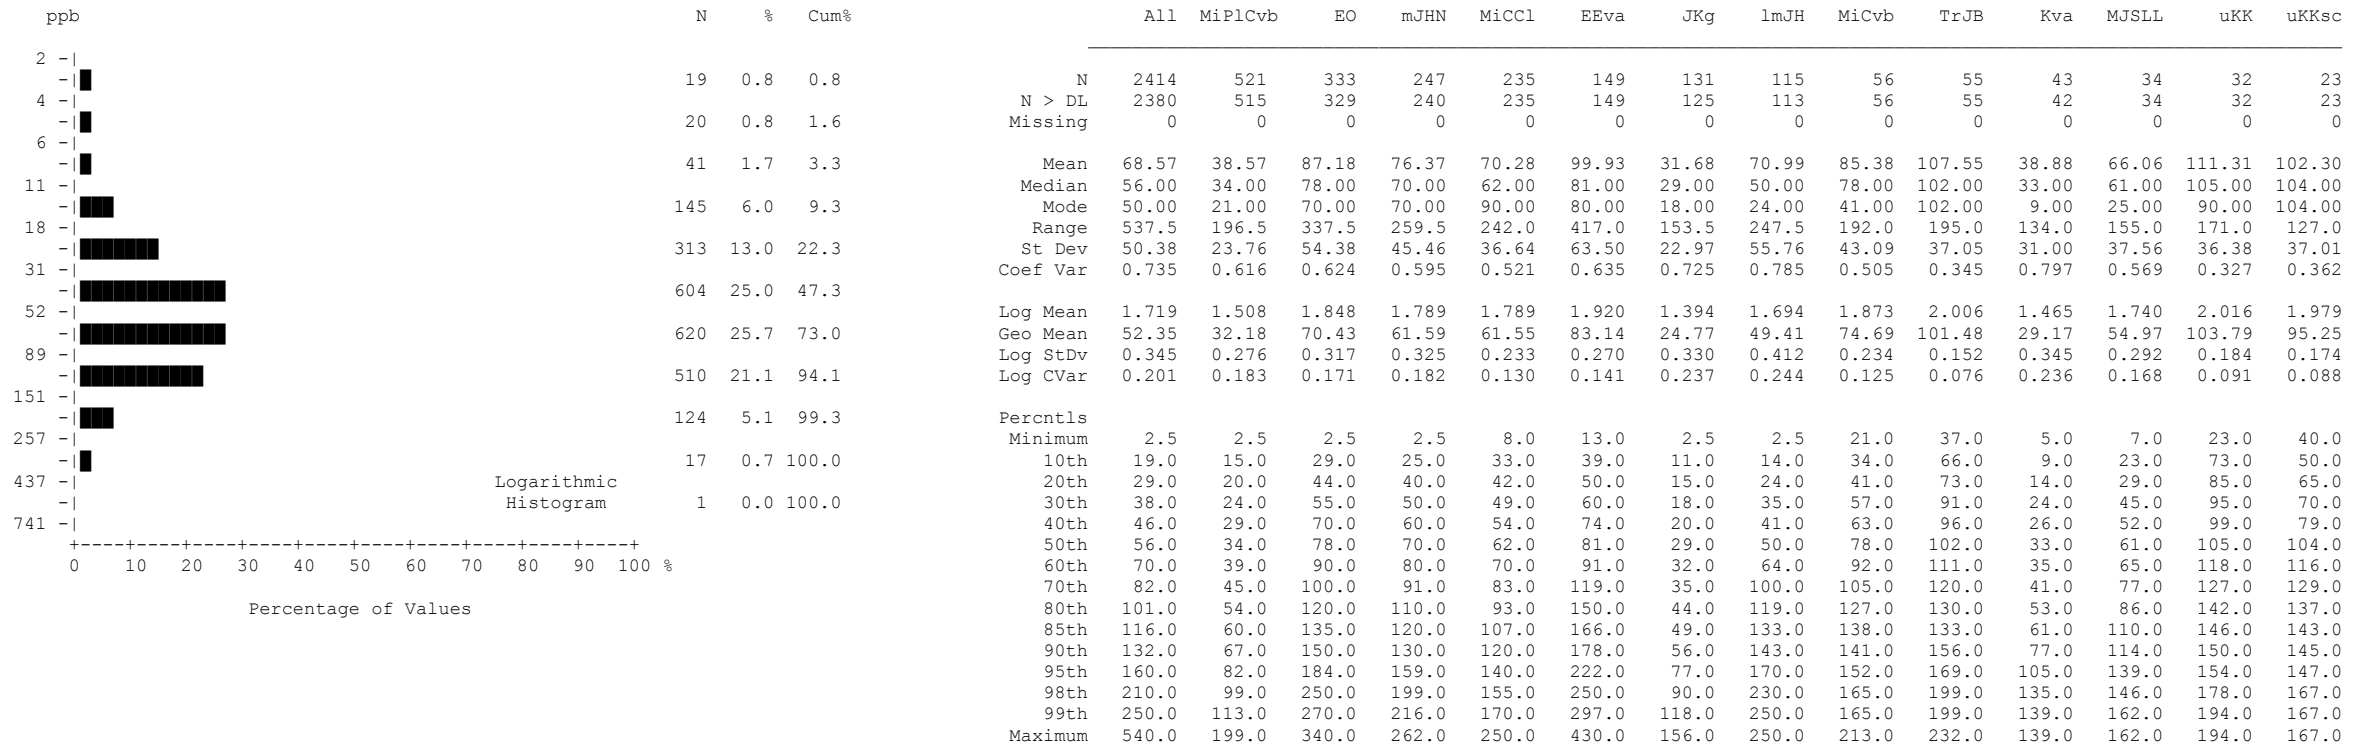 ppb N % Cum% All MiPlCvb EO mJHN MiCCl EEva JKg lmJH MiCvb TrJB Kva MJSLL uKK uKKsc
2 -|
-| 19 0.8 0.8 N 2414 521 333 247 235 149 131 115 56 55 43 34 32 23
4 -| N > DL 2380 515 329 240 235 149 125 113 56 55 42 34 32 23
-| 20 0.8 1.6 Missing 0 0 0 0 0 0 0 0 0 0 0 0 0 0
6 -|
-| 41 1.7 3.3 Mean 68.57 38.57 87.18 76.37 70.28 99.93 31.68 70.99 85.38 107.55 38.88 66.06 111.31 102.30
11 -| Median 56.00 34.00 78.00 70.00 62.00 81.00 29.00 50.00 78.00 102.00 33.00 61.00 105.00 104.00
-| 145 6.0 9.3 Mode 50.00 21.00 70.00 70.00 90.00 80.00 18.00 24.00 41.00 102.00 9.00 25.00 90.00 104.00
18 -| Range 537.5 196.5 337.5 259.5 242.0 417.0 153.5 247.5 192.0 195.0 134.0 155.0 171.0 127.0
-| 313 13.0 22.3 St Dev 50.38 23.76 54.38 45.46 36.64 63.50 22.97 55.76 43.09 37.05 31.00 37.56 36.38 37.01
31 -| Coef Var 0.735 0.616 0.624 0.595 0.521 0.635 0.725 0.785 0.505 0.345 0.797 0.569 0.327 0.362
-| 604 25.0 47.3
52 -| Log Mean 1.719 1.508 1.848 1.789 1.789 1.920 1.394 1.694 1.873 2.006 1.465 1.740 2.016 1.979
-| 620 25.7 73.0 Geo Mean 52.35 32.18 70.43 61.59 61.55 83.14 24.77 49.41 74.69 101.48 29.17 54.97 103.79 95.25
89 -| Log StDv 0.345 0.276 0.317 0.325 0.233 0.270 0.330 0.412 0.234 0.152 0.345 0.292 0.184 0.174
-| 510 21.1 94.1 Log CVar 0.201 0.183 0.171 0.182 0.130 0.141 0.237 0.244 0.125 0.076 0.236 0.168 0.091 0.088
151 -|
-| 124 5.1 99.3 Percntls
257 -| Minimum 2.5 2.5 2.5 2.5 8.0 13.0 2.5 2.5 21.0 37.0 5.0 7.0 23.0 40.0
-| 17 0.7 100.0 10th 19.0 15.0 29.0 25.0 33.0 39.0 11.0 14.0 34.0 66.0 9.0 23.0 73.0 50.0
437 -| Logarithmic 20th 29.0 20.0 44.0 40.0 42.0 50.0 15.0 24.0 41.0 73.0 14.0 29.0 85.0 65.0
-| Histogram 1 0.0 100.0 30th 38.0 24.0 55.0 50.0 49.0 60.0 18.0 35.0 57.0 91.0 24.0 45.0 95.0 70.0
741 -| 40th 46.0 29.0 70.0 60.0 54.0 74.0 20.0 41.0 63.0 96.0 26.0 52.0 99.0 79.0
+----+----+----+----+----+----+----+----+----+----+ 50th 56.0 34.0 78.0 70.0 62.0 81.0 29.0 50.0 78.0 102.0 33.0 61.0 105.0 104.0
0 10 20 30 40 50 60 70 80 90 100 % 60th 70.0 39.0 90.0 80.0 70.0 91.0 32.0 64.0 92.0 111.0 35.0 65.0 118.0 116.0
70th 82.0 45.0 100.0 91.0 83.0 119.0 35.0 100.0 105.0 120.0 41.0 77.0 127.0 129.0
Percentage of Values 80th 101.0 54.0 120.0 110.0 93.0 150.0 44.0 119.0 127.0 130.0 53.0 86.0 142.0 137.0
85th 116.0 60.0 135.0 120.0 107.0 166.0 49.0 133.0 138.0 133.0 61.0 110.0 146.0 143.0
90th 132.0 67.0 150.0 130.0 120.0 178.0 56.0 143.0 141.0 156.0 77.0 114.0 150.0 145.0
95th 160.0 82.0 184.0 159.0 140.0 222.0 77.0 170.0 152.0 169.0 105.0 139.0 154.0 147.0
98th 210.0 99.0 250.0 199.0 155.0 250.0 90.0 230.0 165.0 199.0 135.0 146.0 178.0 167.0
99th 250.0 113.0 270.0 216.0 170.0 297.0 118.0 250.0 165.0 199.0 139.0 162.0 194.0 167.0
Maximum 540.0 199.0 340.0 262.0 250.0 430.0 156.0 250.0 213.0 232.0 139.0 162.0 194.0 167.0